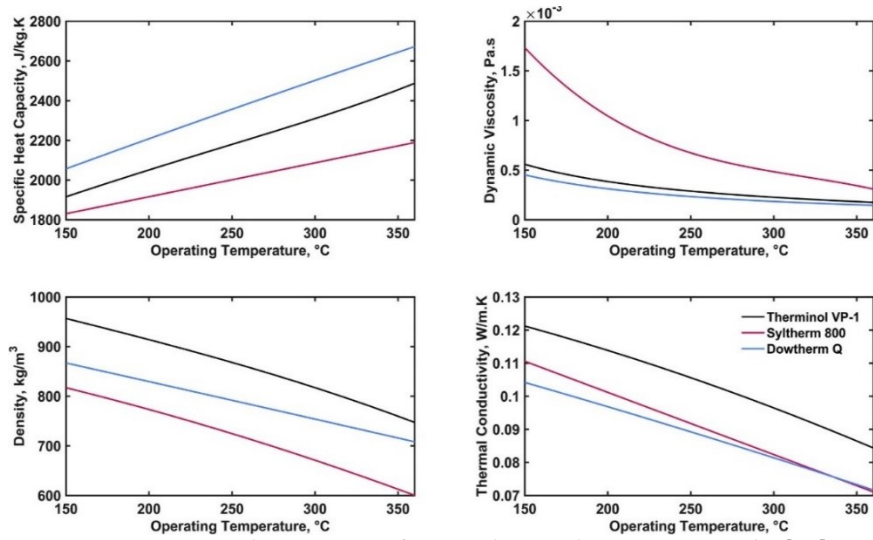 Specific Heat Capacity, J/kg.K
2800
2600
2400
2200
2000
1800
150 200 250 300 350
Operating Temperature, °C
Dynamic Viscosity, Pa.s
2 ×10⁻³
1.5
1
0.5
0
150 200 250 300 350
Operating Temperature, °C
Density, kg/m³
1000
900
800
700
600
150 200 250 300 350
Operating Temperature, °C
Thermal Conductivity, W/m.K
0.13
0.12
0.11
0.1
0.09
0.08
0.07
Therminol VP-1
Syltherm 800
Dowtherm Q
150 200 250 300 350
Operating Temperature, °C